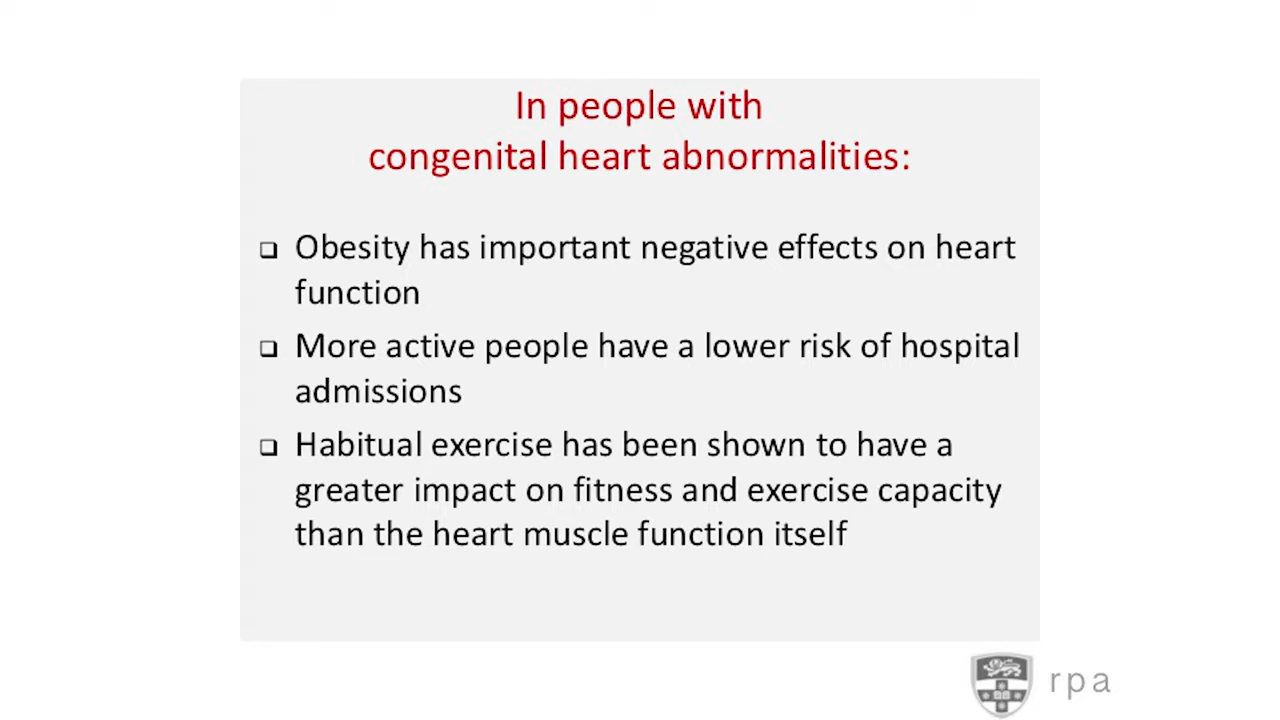 In people with
congenital heart abnormalities:
❑ Obesity has important negative effects on heart
function
❑ More active people have a lower risk of hospital
admissions
❑ Habitual exercise has been shown to have a
greater impact on fitness and exercise capacity
than the heart muscle function itself
rpa